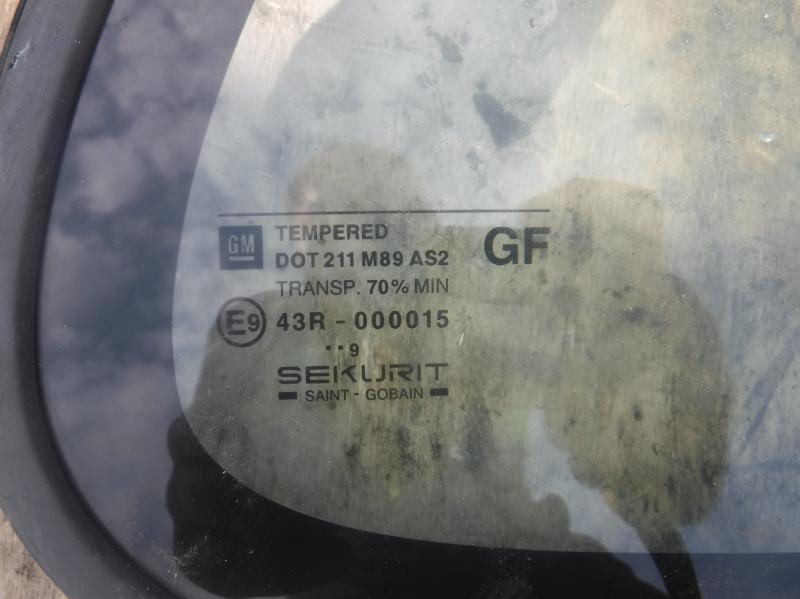 GM
TEMPERED
DOT 211 M89 AS2
GF
TRANSP. 70% MIN
E9
43R - 000015
··9
SEKURIT
SAINT - GOBAIN